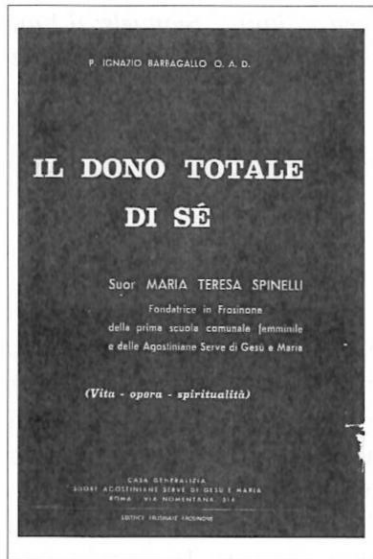 P. IGNAZIO BARBAGALLO O. A. D.
IL DONO TOTALE
DI SÉ
Suor MARIA TERESA SPINELLI
Fondatrice in Frosinone
della prima scuola comunale femminile
e delle Agostiniane Serve di Gesù e Maria
(Vita - opera - spiritualità)
CASA GENERALIZIA
SUORE AGOSTINIANE SERVE DI GESÙ E MARIA
ROMA - VIA NOMENTANA,
EDITRICE FROSINONE